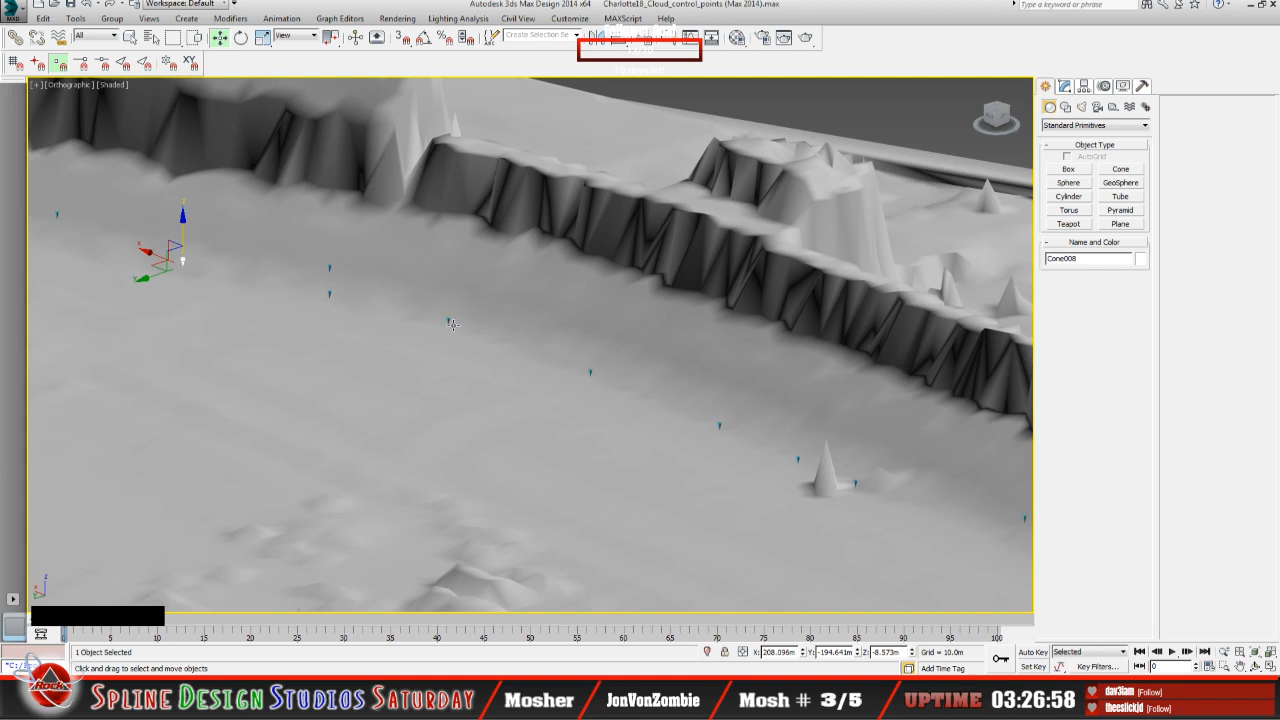 Autodesk 3ds Max Design 2014 x64 Charlotte18_Cloud_control_points (Max 2014).max
Workspace: Default
Type a keyword or phrase
MXD
Edit Tools Group Views Create Modifiers Animation Graph Editors Rendering Lighting Analysis Civil View Customize MAXScript Help
All View Create Selection Se
[+][Orthographic][Shaded]
Standard Primitives
- Object Type
AutoGrid
Box Cone
Sphere GeoSphere
Cylinder Tube
Torus Pyramid
Teapot Plane
- Name and Color
Cone008
z
x
y
z
x
0 5 10 15 20 25 30 35 40 45 50 55 60 65 70 75 80 85 90 95 100
1 Object Selected X: 208.096m Y: -194.641m Z: -8.573m Grid = 10.0m Auto Key Selected
Click and drag to select and move objects Add Time Tag Set Key Key Filters... 0
Rock
SPLINE DESIGN STUDIOS SATURDAY Mosher JonVonZombie Mosh # 3/5 UPTIME 03:26:58
dav3lam [Follow]
theeslickjd [Follow]